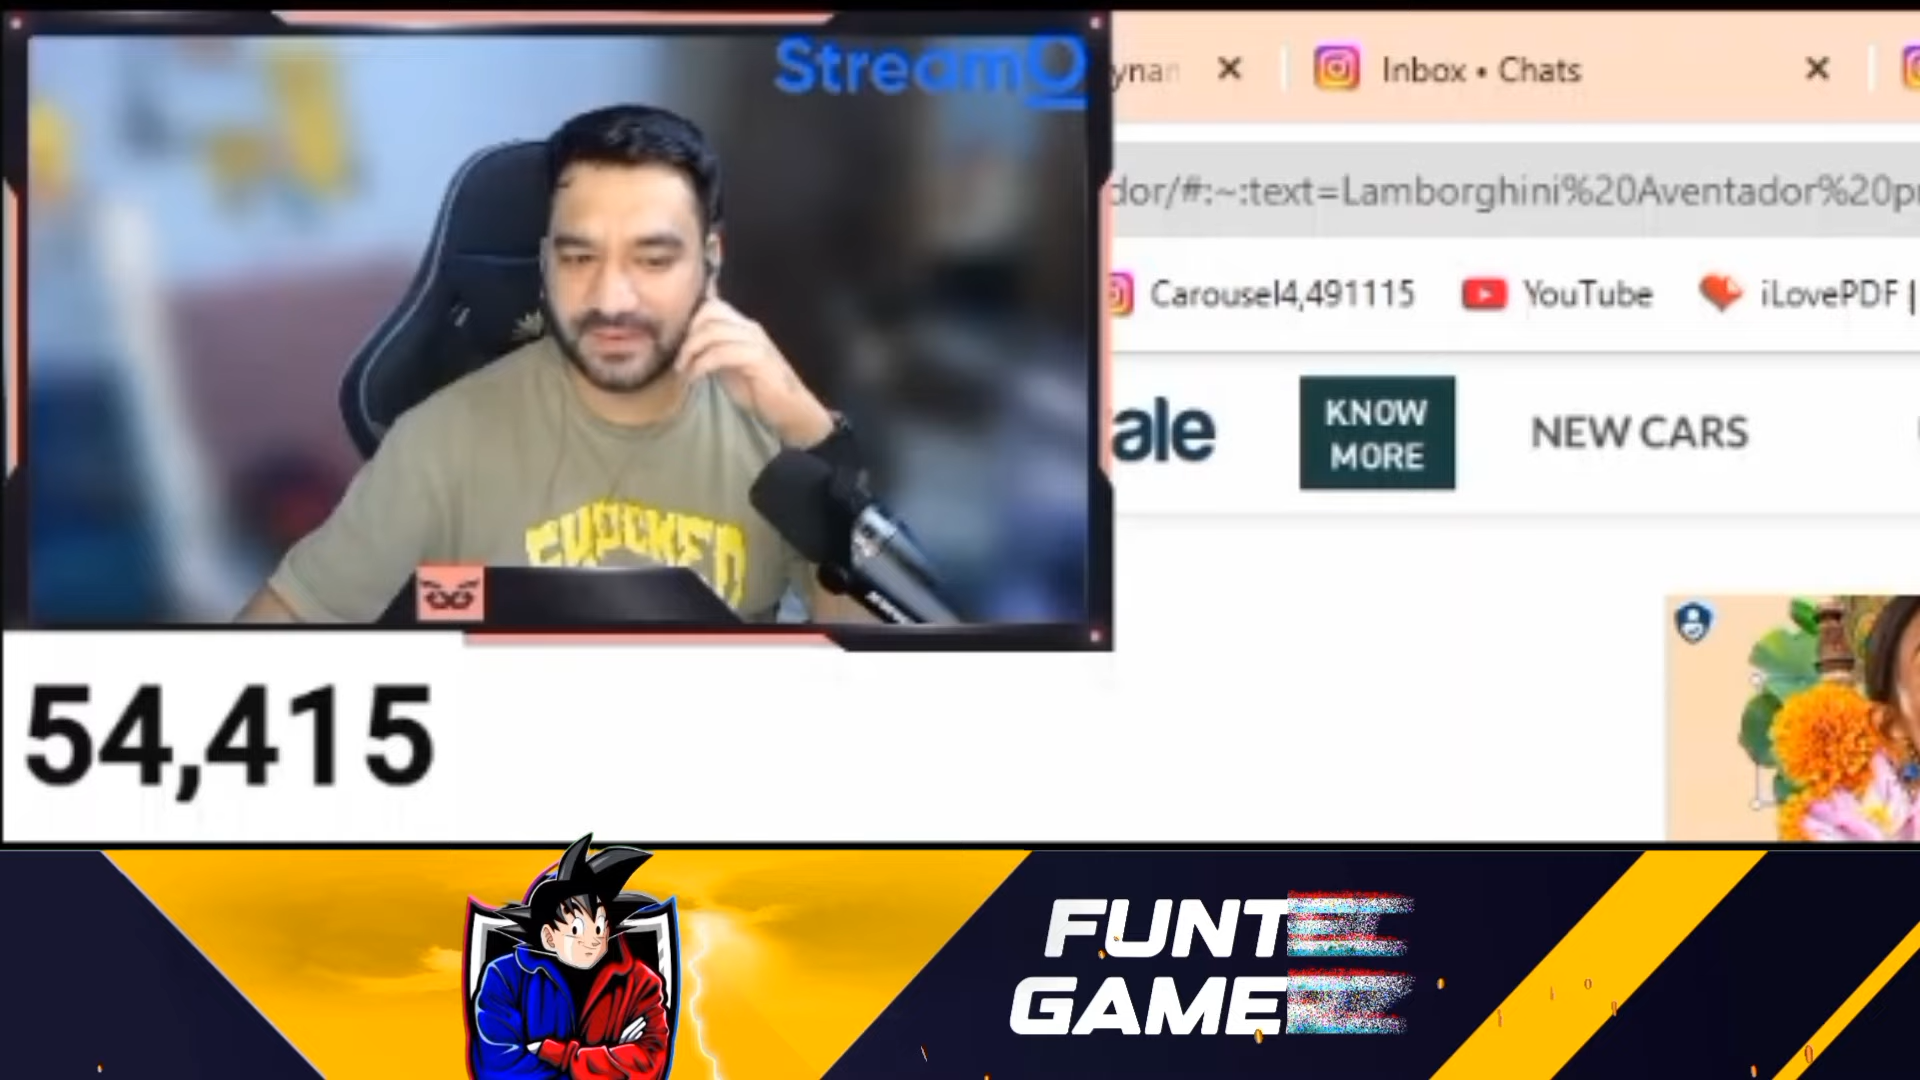 StreamO
Inbox • Chats
dor/#:~:text=Lamborghini%20Aventador%20p
Carousel4,491115
YouTube
iLovePDF |
ale
KNOW
MORE
NEW CARS
54,415
FUNT
GAME